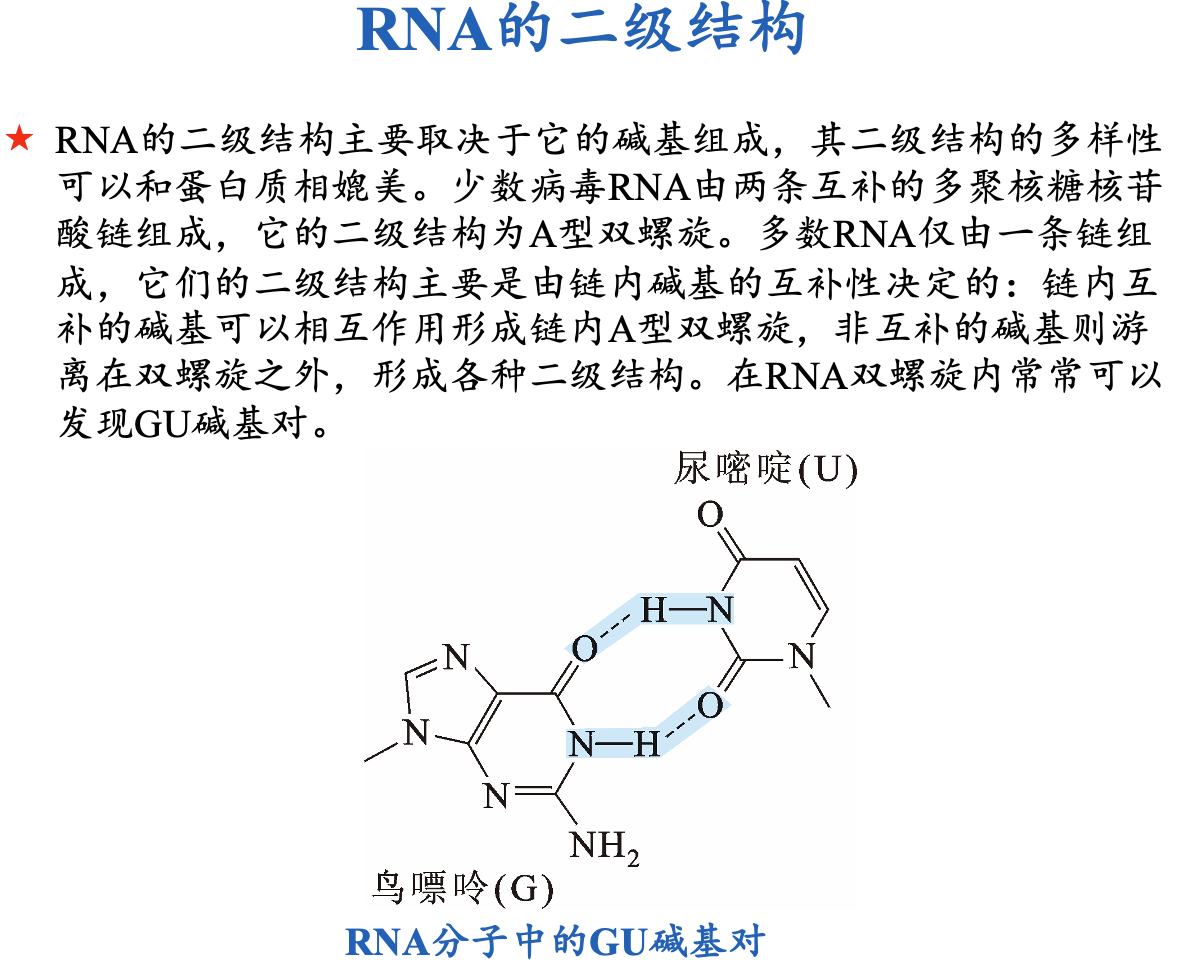 RNA的二级结构
★ RNA的二级结构主要取决于它的碱基组成，其二级结构的多样性
可以和蛋白质相媲美。少数病毒RNA由两条互补的多聚核糖核苷
酸链组成，它的二级结构为A型双螺旋。多数RNA仅由一条链组
成，它们的二级结构主要是由链内碱基的互补性决定的：链内互
补的碱基可以相互作用形成链内A型双螺旋，非互补的碱基则游
离在双螺旋之外，形成各种二级结构。在RNA双螺旋内常常可以
发现GU碱基对。
尿嘧啶(U)
O
H N
O
N
N
O
N
N H
N
NH₂
鸟嘌呤(G)
RNA分子中的GU碱基对